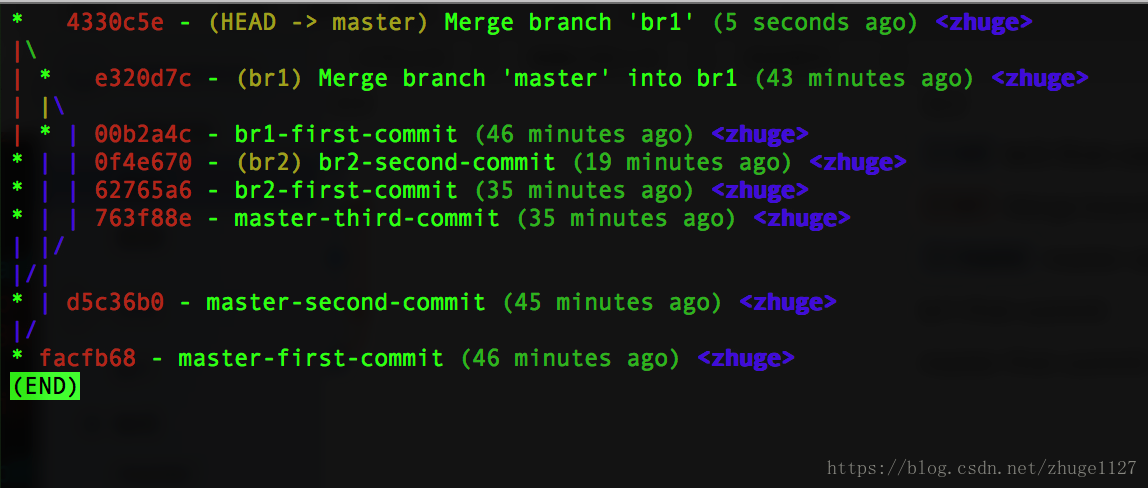 *   4330c5e - (HEAD -> master) Merge branch 'br1' (5 seconds ago) <zhuge>
|\
| *   e320d7c - (br1) Merge branch 'master' into br1 (43 minutes ago) <zhuge>
| |\
| * | 00b2a4c - br1-first-commit (46 minutes ago) <zhuge>
* | | 0f4e670 - (br2) br2-second-commit (19 minutes ago) <zhuge>
* | | 62765a6 - br2-first-commit (35 minutes ago) <zhuge>
* | | 763f88e - master-third-commit (35 minutes ago) <zhuge>
| |/
|/|
* | d5c36b0 - master-second-commit (45 minutes ago) <zhuge>
|/
* facfb68 - master-first-commit (46 minutes ago) <zhuge>
(END)
https://blog.csdn.net/zhuge1127